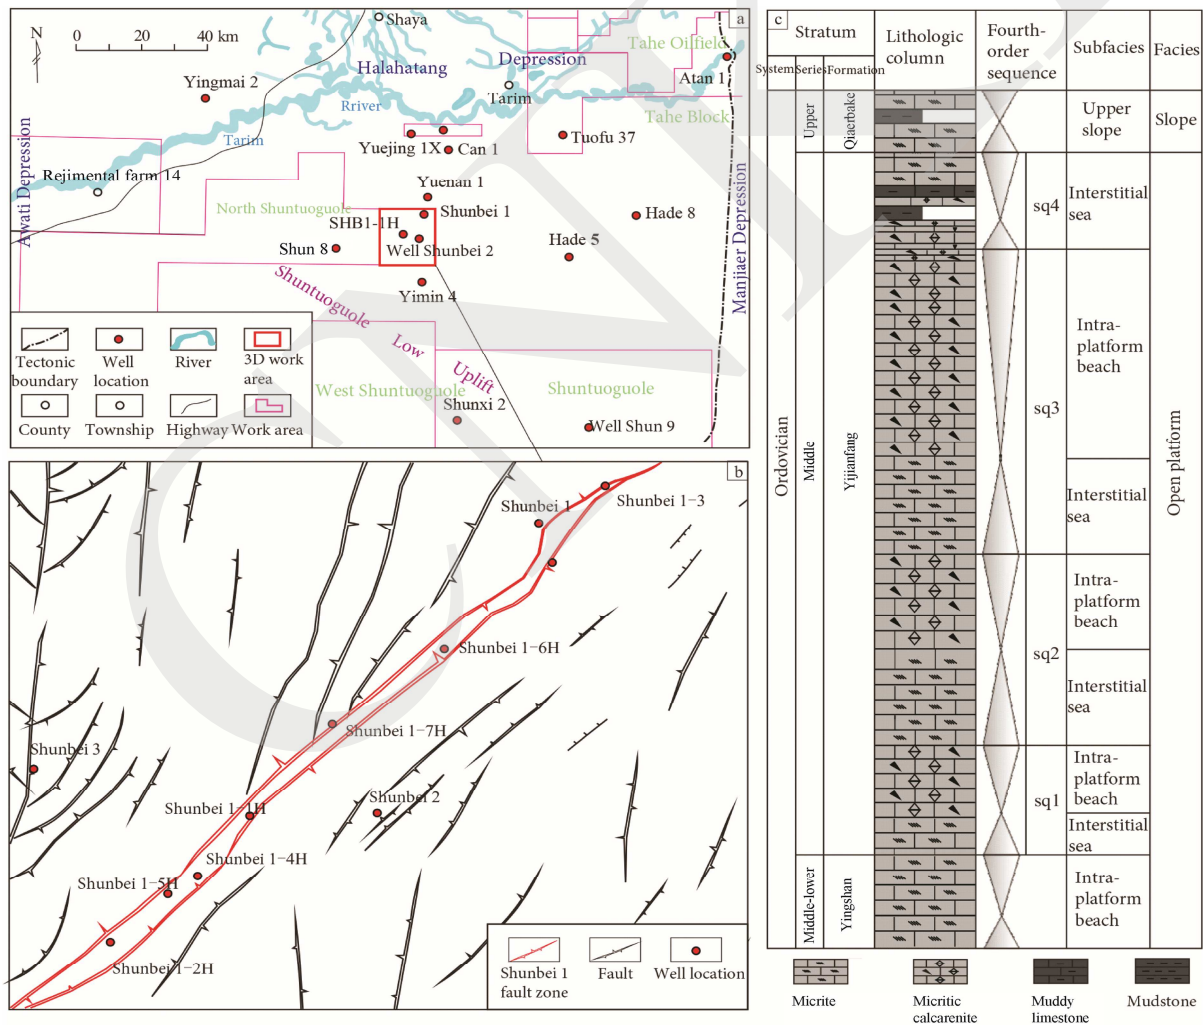 a
N
0 20 40 km
Shaya
Tahe Oilfield
Halahatang
Depression
Atan 1
Yingmai 2
Tarim
Rriver
Tahe Block
Tuofu 37
Tarim
Yuejing 1X
Can 1
Awati Depression
Rejimental farm 14
Yuenan 1
North Shuntuoguole
Shunbei 1
Hade 8
SHB1-1H
Manjiaer Depression
Shun 8
Well Shunbei 2
Hade 5
Yimin 4
Shuntuoguole
Low
Uplift
West Shuntuoguole
Shuntuoguole
Shunxi 2
Well Shun 9
Tectonic
boundary
Well
location
River
3D work
area
County
Township
Highway
Work area
b
Shunbei 1
Shunbei 1-3
Shunbei 1-6H
Shunbei 1-7H
Shunbei 3
Shunbei 2
Shunbei 1-1H
Shunbei 1-4H
Shunbei 1-5H
Shunbei 1-2H
Shunbei 1
fault zone
Fault
Well location
c
Stratum
Lithologic
column
Fourth-
order
sequence
Subfacies
Facies
System
Series
Formation
Upper
Qiaerbake
Upper
slope
Slope
Ordovician
Middle
Yijianfang
sq4
Interstitial
sea
sq3
Intra-
platform
beach
Interstitial
sea
Open platform
sq2
Intra-
platform
beach
Interstitial
sea
sq1
Intra-
platform
beach
Interstitial
sea
Middle-lower
Yingshan
Intra-
platform
beach
Micrite
Micritic
calcarenite
Muddy
limestone
Mudstone